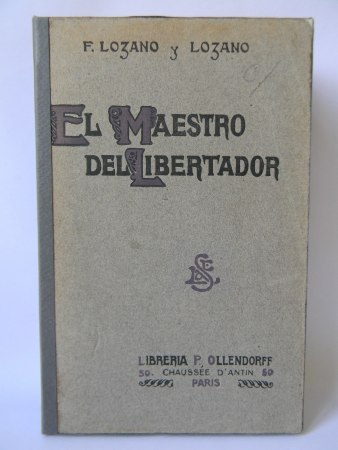 F. LOZANO y LOZANO
EL MAESTRO
DEL LIBERTADOR
LIBRERIA P. OLLENDORFF
50. CHAUSSÉE D'ANTIN 50
PARIS